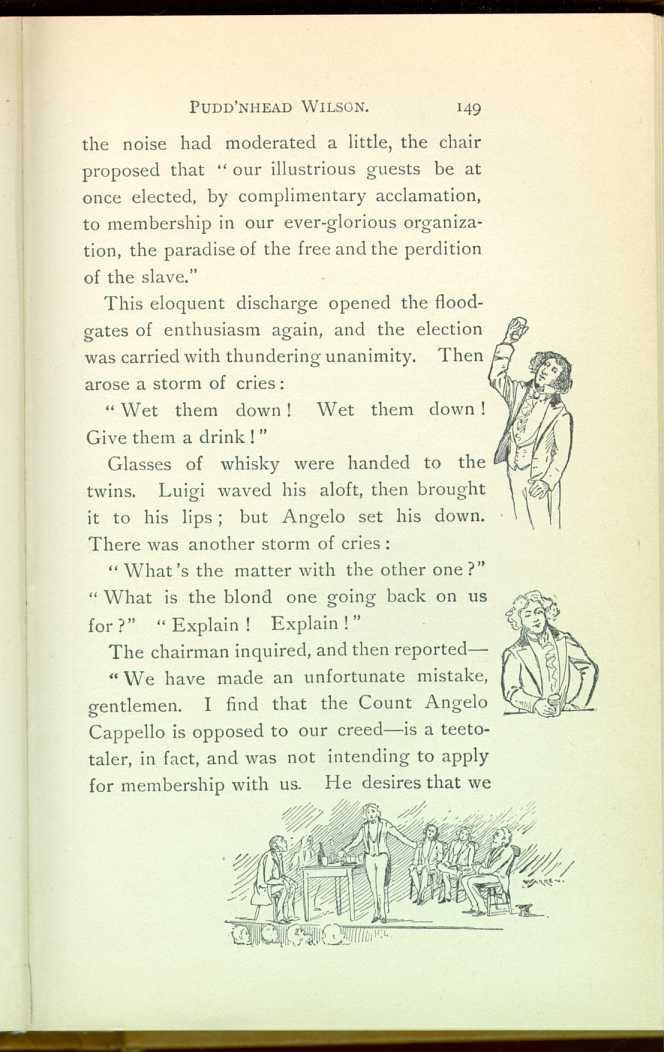 PUDD'NHEAD WILSON. 149
the noise had moderated a little, the chair
proposed that "our illustrious guests be at
once elected, by complimentary acclamation,
to membership in our ever-glorious organiza-
tion, the paradise of the free and the perdition
of the slave."
This eloquent discharge opened the flood-
gates of enthusiasm again, and the election
was carried with thundering unanimity. Then
arose a storm of cries:
"Wet them down! Wet them down!
Give them a drink!"
Glasses of whisky were handed to the
twins. Luigi waved his aloft, then brought
it to his lips; but Angelo set his down.
There was another storm of cries:
"What's the matter with the other one?"
"What is the blond one going back on us
for?" "Explain! Explain!"
The chairman inquired, and then reported—
"We have made an unfortunate mistake,
gentlemen. I find that the Count Angelo
Cappello is opposed to our creed—is a teeto-
taler, in fact, and was not intending to apply
for membership with us. He desires that we
WARREN.